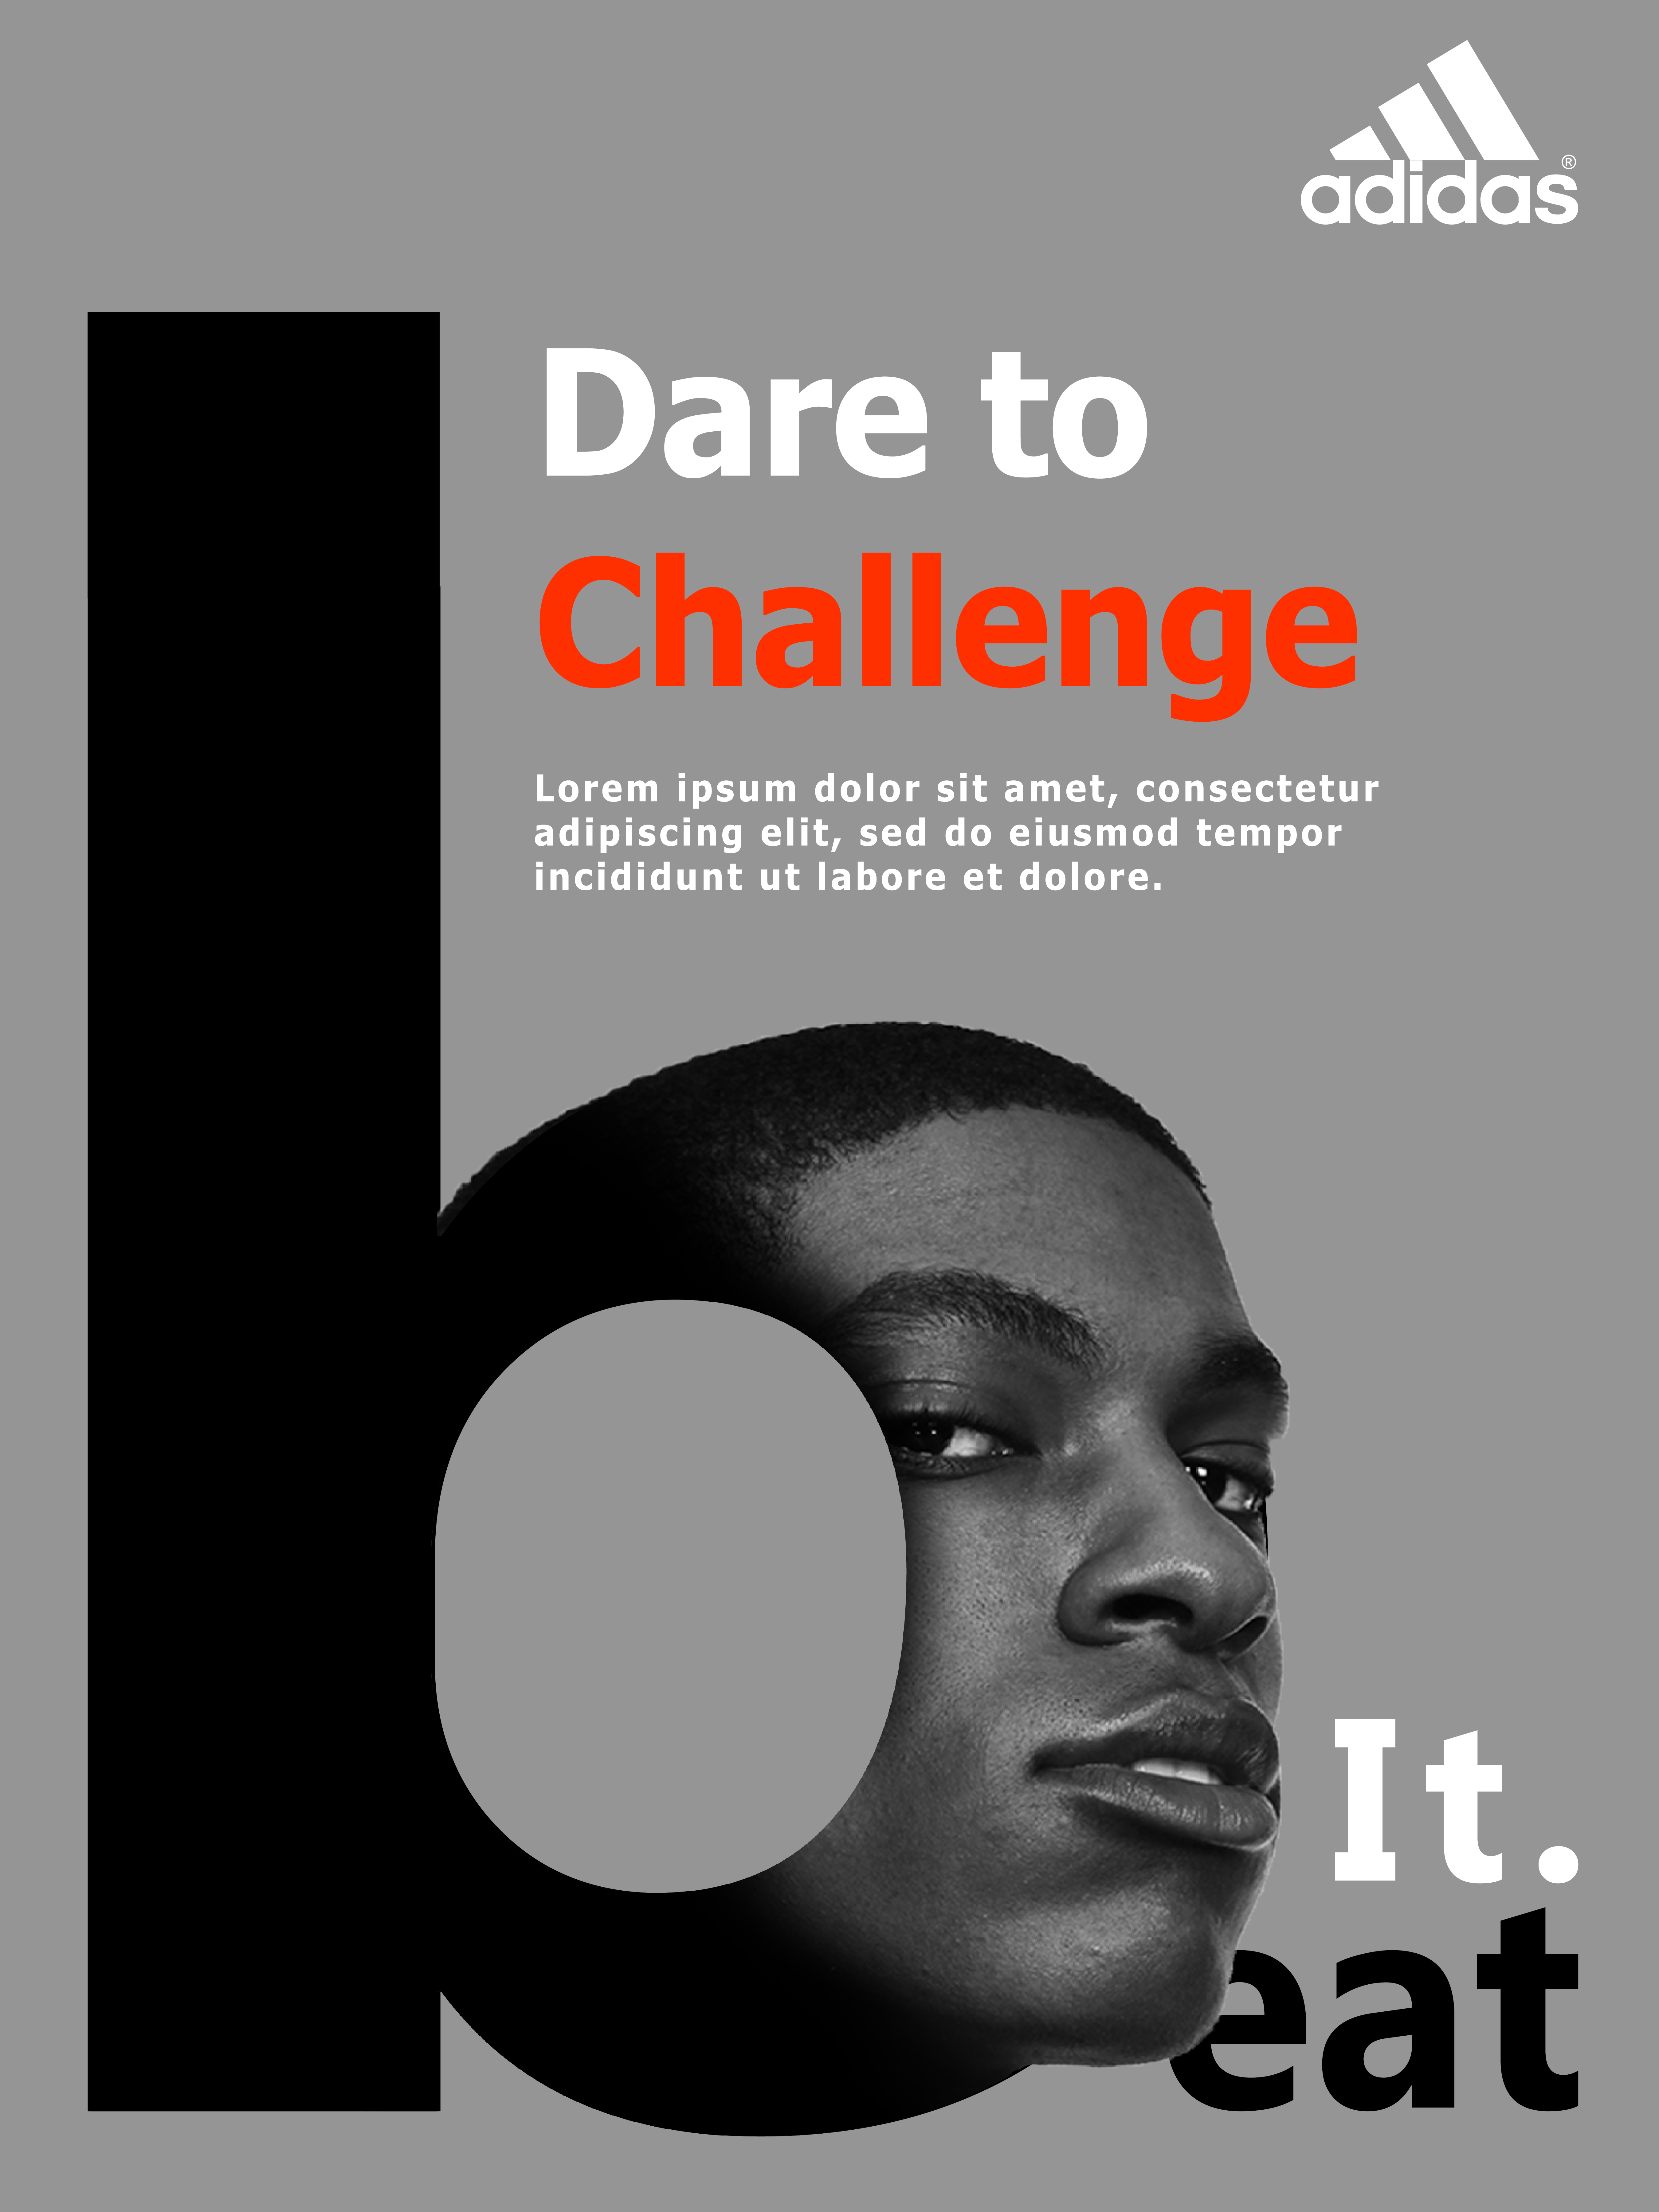 adidas®
Dare to
Challenge
Lorem ipsum dolor sit amet, consectetur
adipiscing elit, sed do eiusmod tempor
incididunt ut labore et dolore.
It.
beat